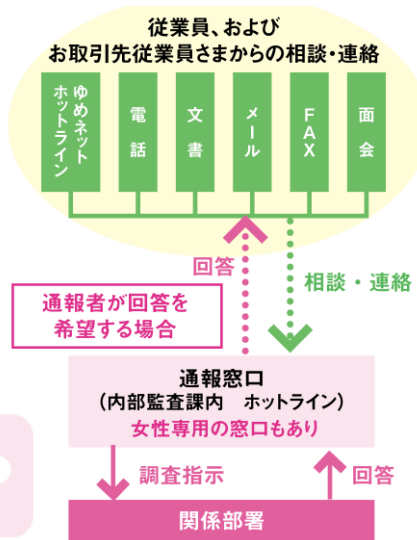 従業員、および
お取引先従業員さまからの相談・連絡
ゆめネット
ホットライン
電話
文書
メール
FAX
面会
回答
相談・連絡
通報者が回答を
希望する場合
通報窓口
(内部監査課内　ホットライン)
女性専用の窓口もあり
調査指示
回答
関係部署